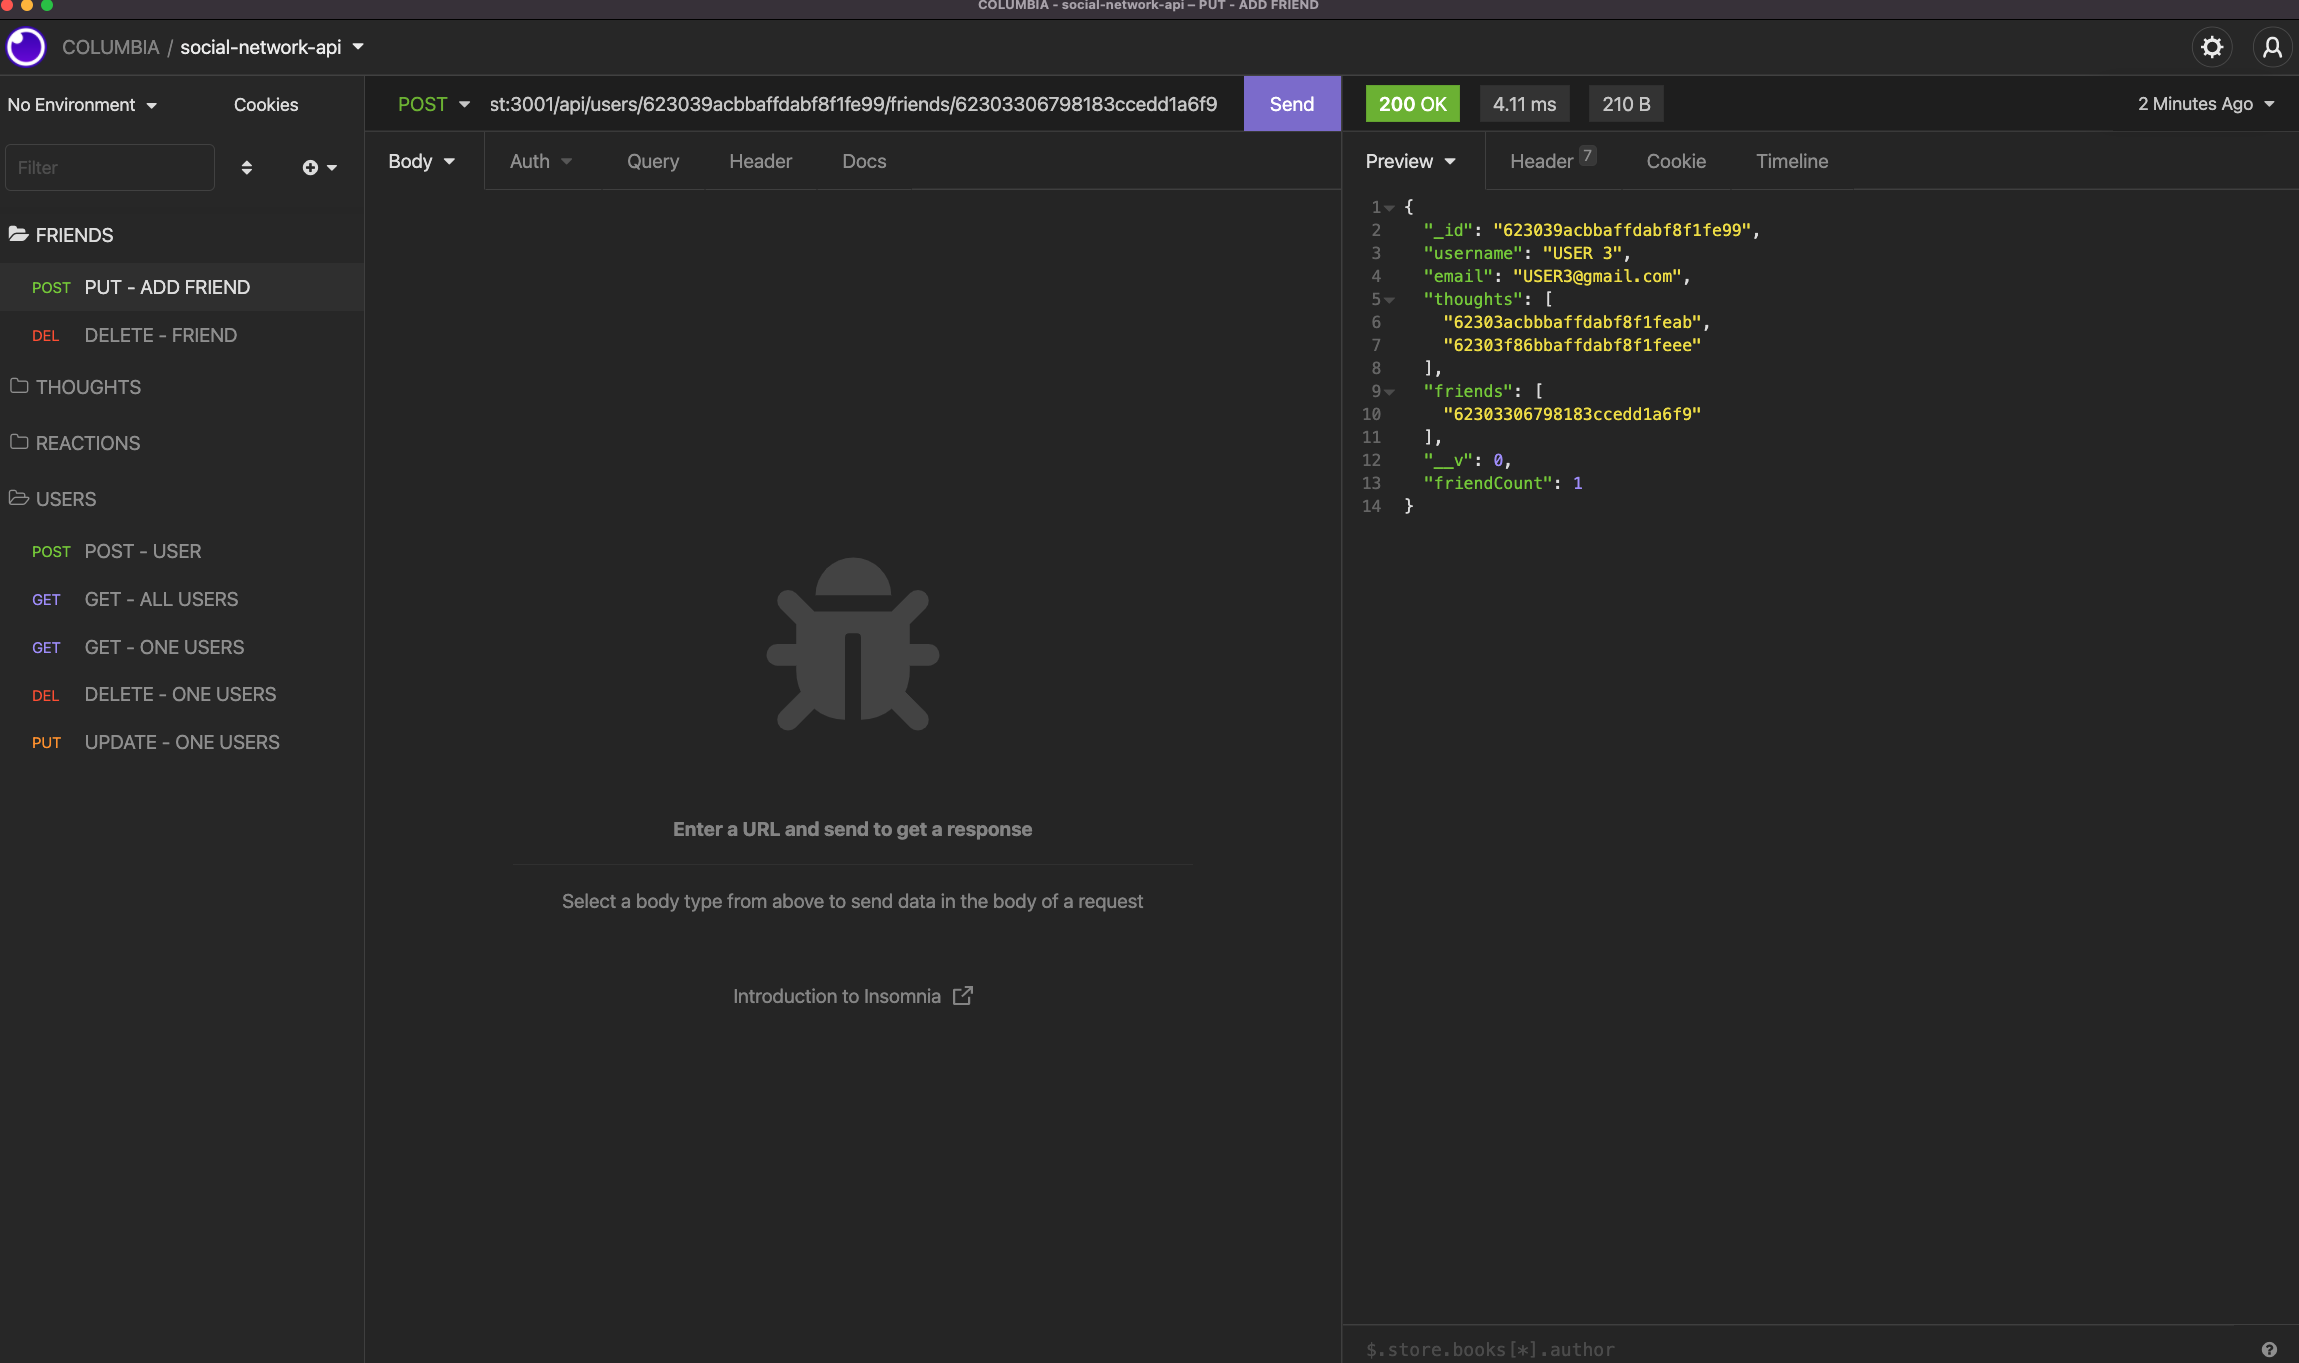 COLUMBIA - social-network-api – PUT - ADD FRIEND
COLUMBIA / social-network-api
No Environment
Cookies
Filter
FRIENDS
POST PUT - ADD FRIEND
DEL DELETE - FRIEND
THOUGHTS
REACTIONS
USERS
POST POST - USER
GET GET - ALL USERS
GET GET - ONE USERS
DEL DELETE - ONE USERS
PUT UPDATE - ONE USERS
POST st:3001/api/users/623039acbbaffdabf8f1fe99/friends/62303306798183ccedd1a6f9 Send
Body Auth Query Header Docs
Enter a URL and send to get a response
Select a body type from above to send data in the body of a request
Introduction to Insomnia
200 OK 4.11 ms 210 B 2 Minutes Ago
Preview Header 7 Cookie Timeline
1 {
2 "_id": "623039acbbaffdabf8f1fe99",
3 "username": "USER 3",
4 "email": "USER3@gmail.com",
5 "thoughts": [
6 "62303acbbbaffdabf8f1feab",
7 "62303f86bbaffdabf8f1feee"
8 ],
9 "friends": [
10 "62303306798183ccedd1a6f9"
11 ],
12 "__v": 0,
13 "friendCount": 1
14 }
$.store.books[*].author